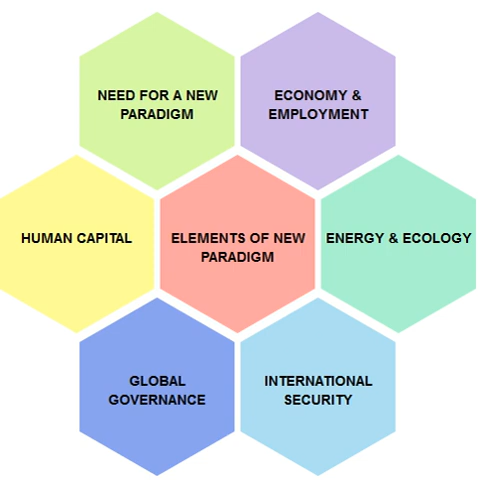 NEED FOR A NEW
PARADIGM
ECONOMY &
EMPLOYMENT
HUMAN CAPITAL
ELEMENTS OF NEW
PARADIGM
ENERGY & ECOLOGY
GLOBAL
GOVERNANCE
INTERNATIONAL
SECURITY